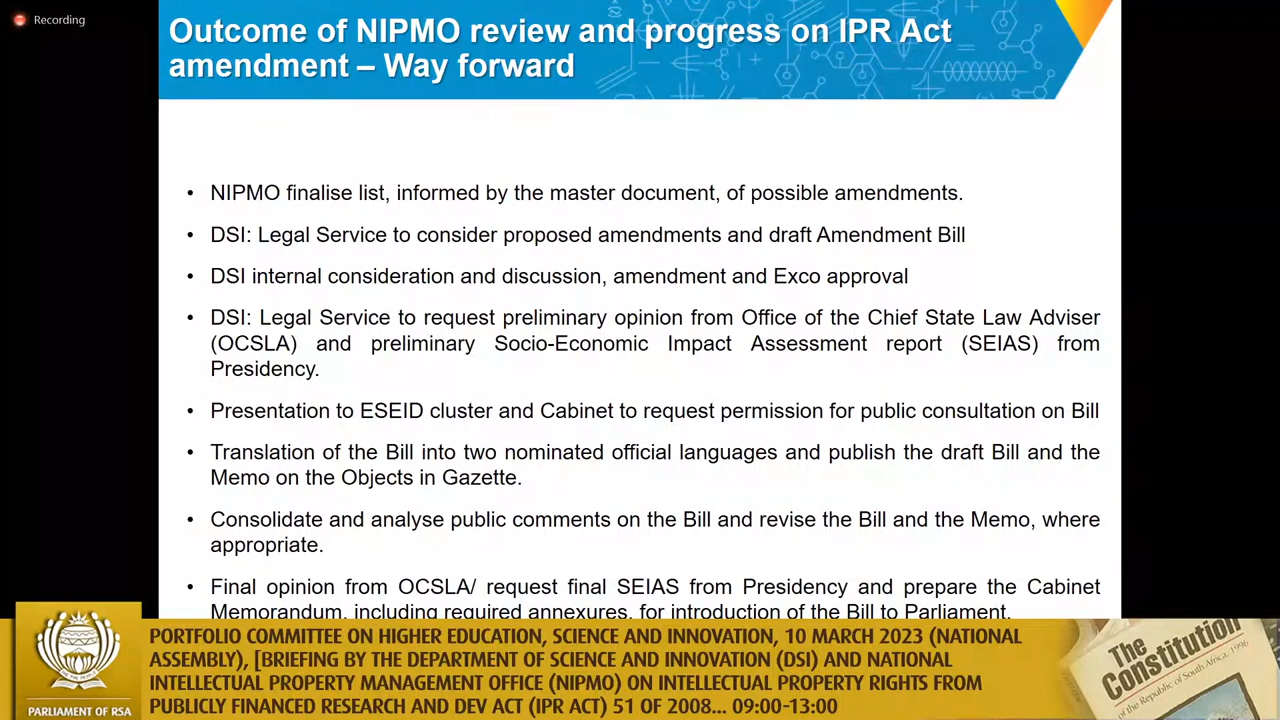 Recording
Outcome of NIPMO review and progress on IPR Act
amendment – Way forward
• NIPMO finalise list, informed by the master document, of possible amendments.
• DSI: Legal Service to consider proposed amendments and draft Amendment Bill
• DSI internal consideration and discussion, amendment and Exco approval
• DSI: Legal Service to request preliminary opinion from Office of the Chief State Law Adviser
(OCSLA) and preliminary Socio-Economic Impact Assessment report (SEIAS) from
Presidency.
• Presentation to ESEID cluster and Cabinet to request permission for public consultation on Bill
• Translation of the Bill into two nominated official languages and publish the draft Bill and the
Memo on the Objects in Gazette.
• Consolidate and analyse public comments on the Bill and revise the Bill and the Memo, where
appropriate.
• Final opinion from OCSLA/ request final SEIAS from Presidency and prepare the Cabinet
Memorandum, including required annexures, for introduction of the Bill to Parliament.
PORTFOLIO COMMITTEE ON HIGHER EDUCATION, SCIENCE AND INNOVATION, 10 MARCH 2023 (NATIONAL
ASSEMBLY), [BRIEFING BY THE DEPARTMENT OF SCIENCE AND INNOVATION (DSI) AND NATIONAL
INTELLECTUAL PROPERTY MANAGEMENT OFFICE (NIPMO) ON INTELLECTUAL PROPERTY RIGHTS FROM
PUBLICLY FINANCED RESEARCH AND DEV ACT (IPR ACT) 51 OF 2008... 09:00-13:00
PARLIAMENT OF RSA
The
Constitution
of the Republic of South Africa, 1996